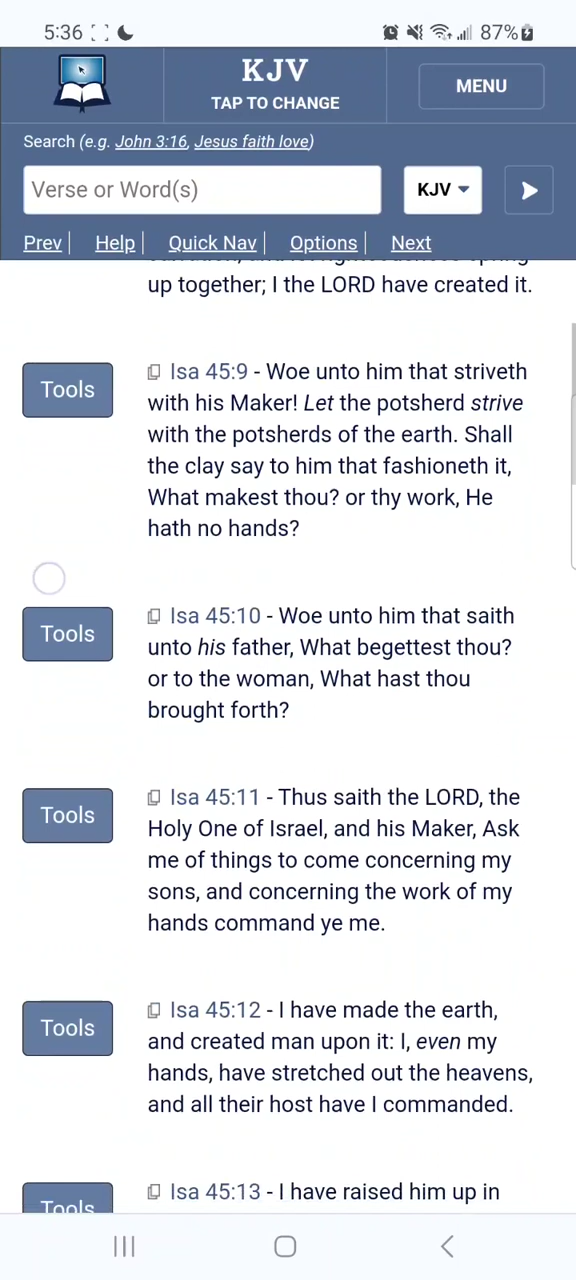 5:36 87%
KJV
TAP TO CHANGE
MENU
Search (e.g. John 3:16, Jesus faith love)
Verse or Word(s) KJV
Prev Help Quick Nav Options Next
up together; I the LORD have created it.
Tools
Isa 45:9 - Woe unto him that striveth
with his Maker! Let the potsherd strive
with the potsherds of the earth. Shall
the clay say to him that fashioneth it,
What makest thou? or thy work, He
hath no hands?
Tools
Isa 45:10 - Woe unto him that saith
unto his father, What begettest thou?
or to the woman, What hast thou
brought forth?
Tools
Isa 45:11 - Thus saith the LORD, the
Holy One of Israel, and his Maker, Ask
me of things to come concerning my
sons, and concerning the work of my
hands command ye me.
Tools
Isa 45:12 - I have made the earth,
and created man upon it: I, even my
hands, have stretched out the heavens,
and all their host have I commanded.
Tools
Isa 45:13 - I have raised him up in